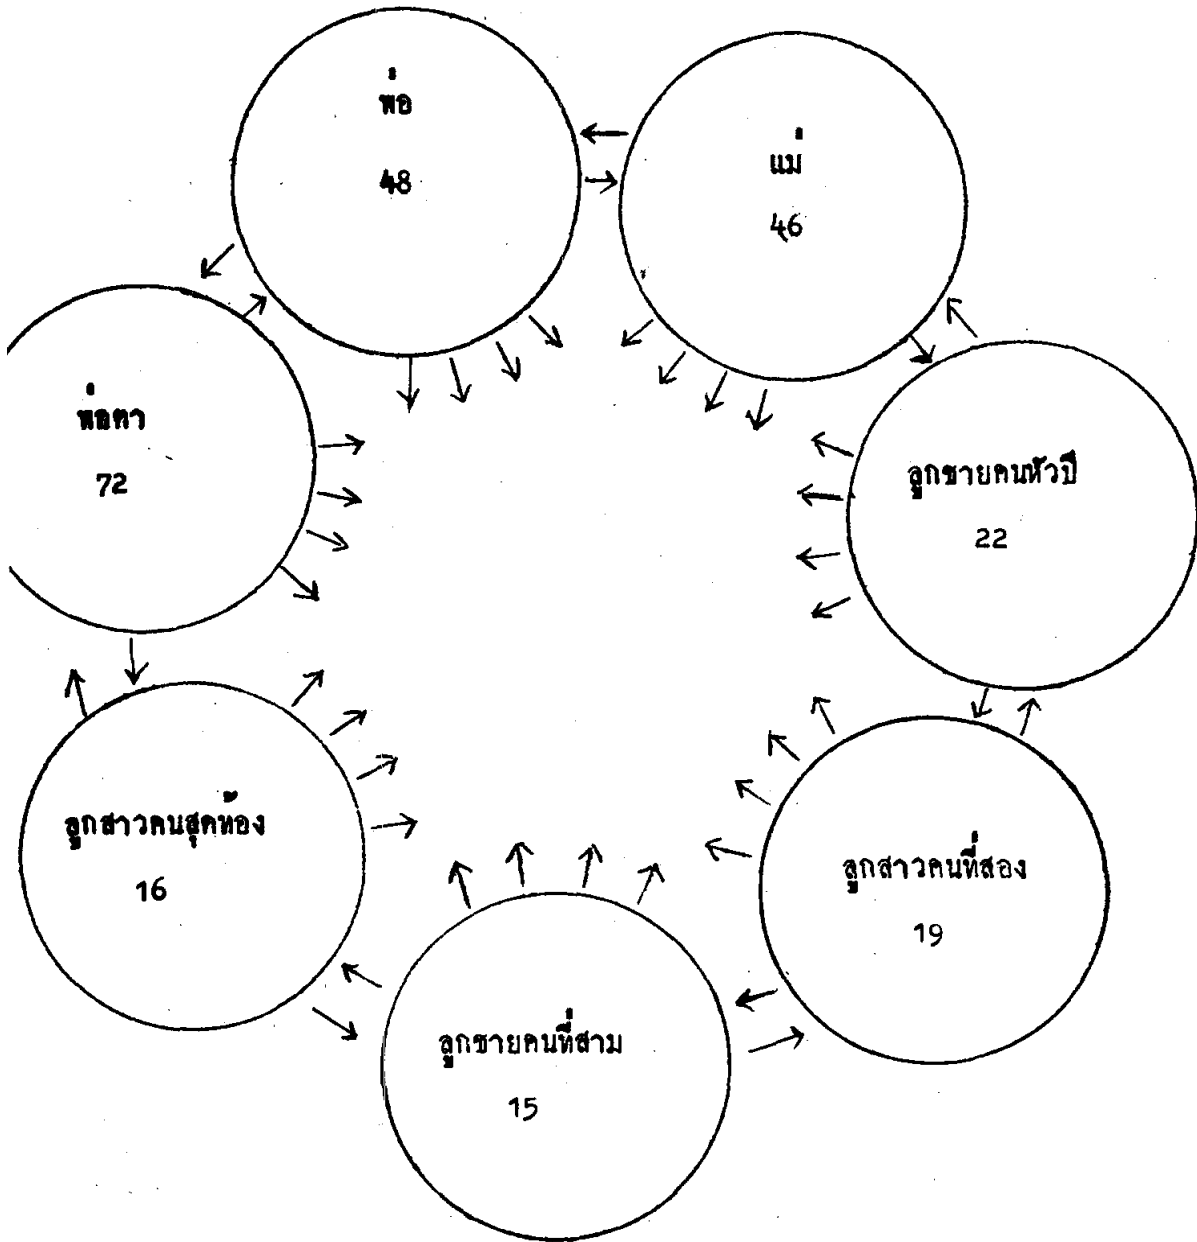 พ่อ
48
แม่
46
พ่อตา
72
ลูกชายคนหัวปี
22
ลูกสาวคนสุดท้อง
16
ลูกสาวคนที่สอง
19
ลูกชายคนที่สาม
15